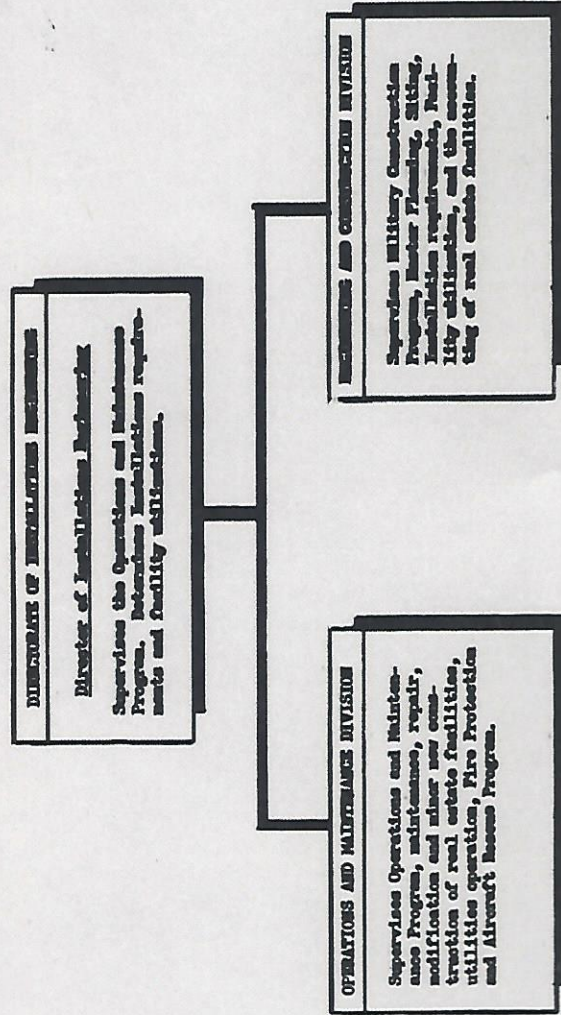 DIRECTORATE OF INSTALLATIONS ENGINEERING
Director of Installations Engineering
Supervises the Operations and Maintenance
Program. Determines Installations require-
ments and facility utilization.
OPERATIONS AND MAINTENANCE DIVISION
Supervises Operations and Mainten-
ance Program, maintenance, repair,
modification and minor new cons-
truction of real estate facilities,
utilities operation, Fire Protection
and Aircraft Rescue Program.
ENGINEERING AND CONSTRUCTION DIVISION
Supervises Military Construction
Program, Master Planning, Siting,
Installation requirements, Faci-
lity utilization, and the accoun-
ting of real estate facilities.